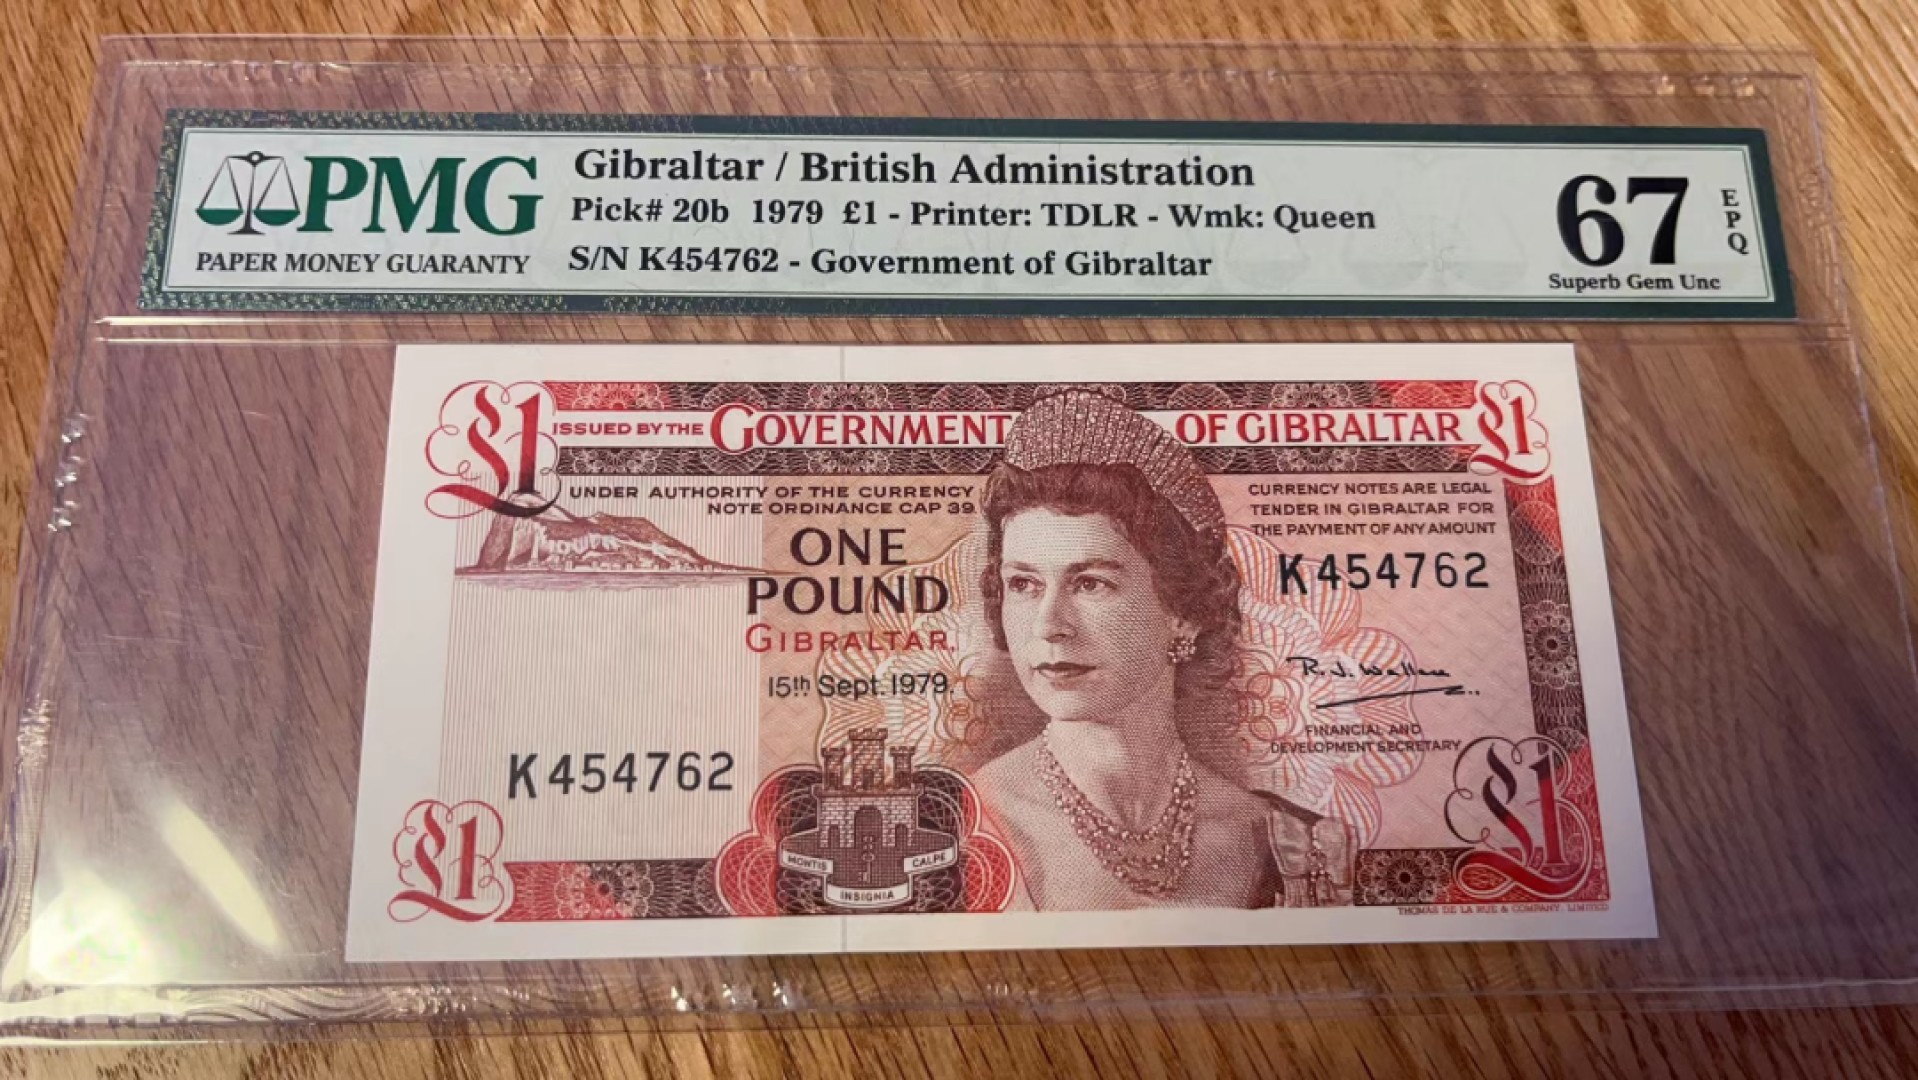 PMG
PAPER MONEY GUARANTY
Gibraltar / British Administration
Pick# 20b 1979 £1 - Printer: TDLR - Wmk: Queen
S/N K454762 - Government of Gibraltar
67
EPQ
Superb Gem Unc
£1
ISSUED BY THE GOVERNMENT OF GIBRALTAR
£1
UNDER AUTHORITY OF THE CURRENCY
NOTE ORDINANCE CAP 39.
CURRENCY NOTES ARE LEGAL
TENDER IN GIBRALTAR FOR
THE PAYMENT OF ANY AMOUNT
ONE
POUND
GIBRALTAR.
15th Sept. 1979.
K454762
R.J. Wallace
FINANCIAL AND
DEVELOPMENT SECRETARY
K454762
MONTIS
CALPE
INSIGNIA
£1
£1
THOMAS DE LA RUE & COMPANY, LIMITED